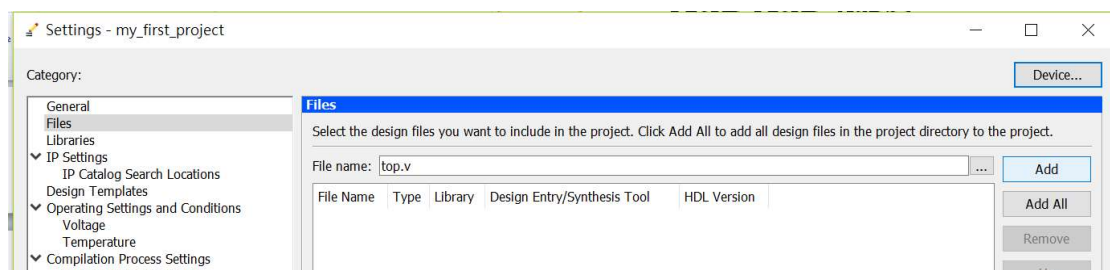 Settings - my_first_project
Category:
Device...
General
Files
Libraries
IP Settings
IP Catalog Search Locations
Design Templates
Operating Settings and Conditions
Voltage
Temperature
Compilation Process Settings
Files
Select the design files you want to include in the project. Click Add All to add all design files in the project directory to the project.
File name: top.v ... Add
File Name Type Library Design Entry/Synthesis Tool HDL Version
Add All
Remove